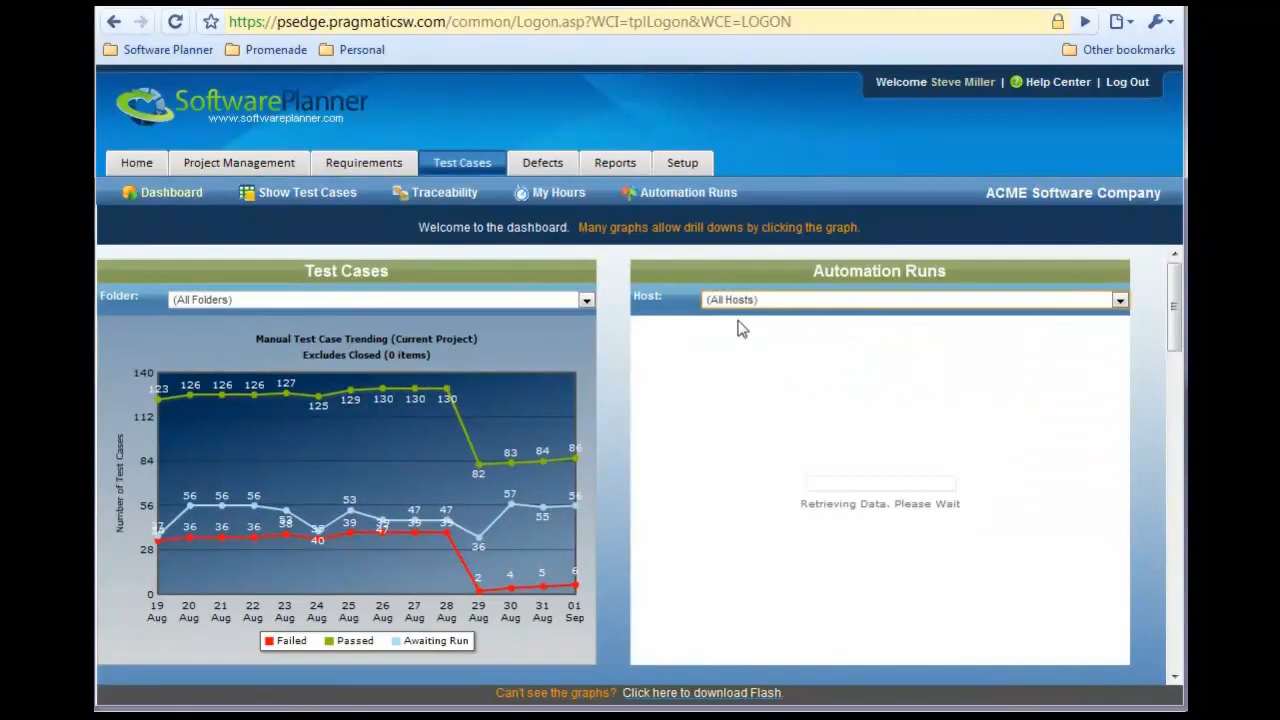 https://psedge.pragmaticsw.com/common/Logon.asp?WCI=tplLogon&WCE=LOGON
Software Planner Promenade Personal Other bookmarks
Welcome Steve Miller | Help Center | Log Out
SoftwarePlanner
www.softwareplanner.com
Home Project Management Requirements Test Cases Defects Reports Setup
Dashboard Show Test Cases Traceability My Hours Automation Runs ACME Software Company
Welcome to the dashboard. Many graphs allow drill downs by clicking the graph.
Test Cases
Folder: (All Folders)
Manual Test Case Trending (Current Project)
Excludes Closed (0 items)
Number of Test Cases
140
112
84
56
28
0
123 126 126 126 127 125 129 130 130 130 82 83 84 86
56 56 56 53 47 47 36 57 55 56
36 36 36 40 39 39 39 2 4 5 6
19 20 21 22 23 24 25 26 27 28 29 30 31 01
Aug Aug Aug Aug Aug Aug Aug Aug Aug Aug Aug Aug Aug Sep
Failed Passed Awaiting Run
Automation Runs
Host: (All Hosts)
Retrieving Data. Please Wait
Can't see the graphs? Click here to download Flash